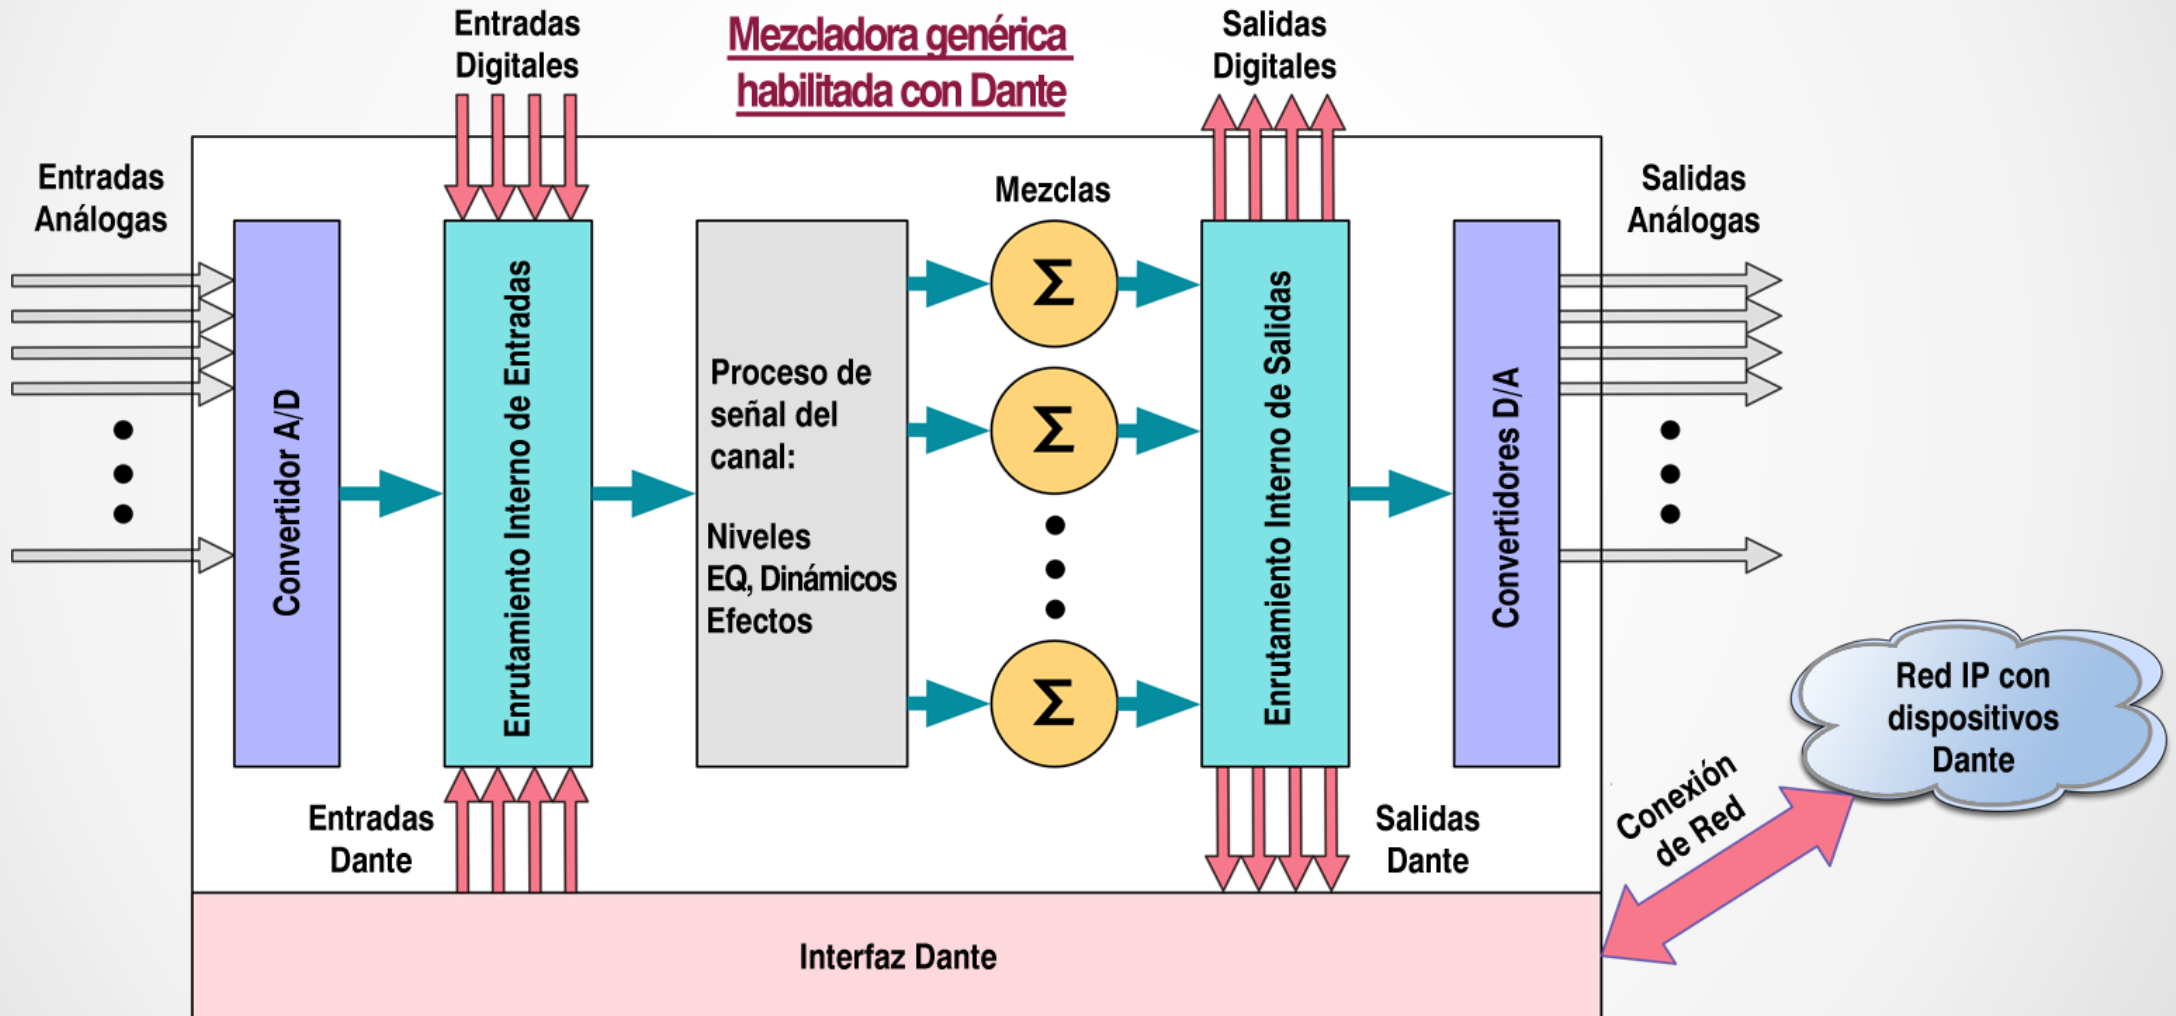 Entradas
Digitales
Mezcladora genérica
habilitada con Dante
Salidas
Digitales
Entradas
Análogas
Mezclas
Salidas
Análogas
Convertidor A/D
Enrutamiento Interno de Entradas
Proceso de
señal del
canal:
Niveles
EQ, Dinámicos
Efectos
Σ
Σ
Σ
Enrutamiento Interno de Salidas
Convertidores D/A
Red IP con
dispositivos
Dante
Conexión
de Red
Entradas
Dante
Salidas
Dante
Interfaz Dante